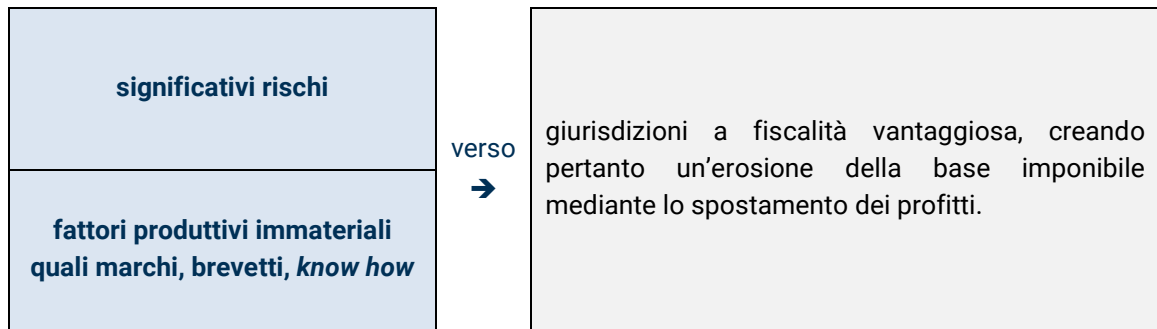 significativi rischi
fattori produttivi immateriali
quali marchi, brevetti, know how
verso
➔
giurisdizioni a fiscalità vantaggiosa, creando
pertanto un’erosione della base imponibile
mediante lo spostamento dei profitti.